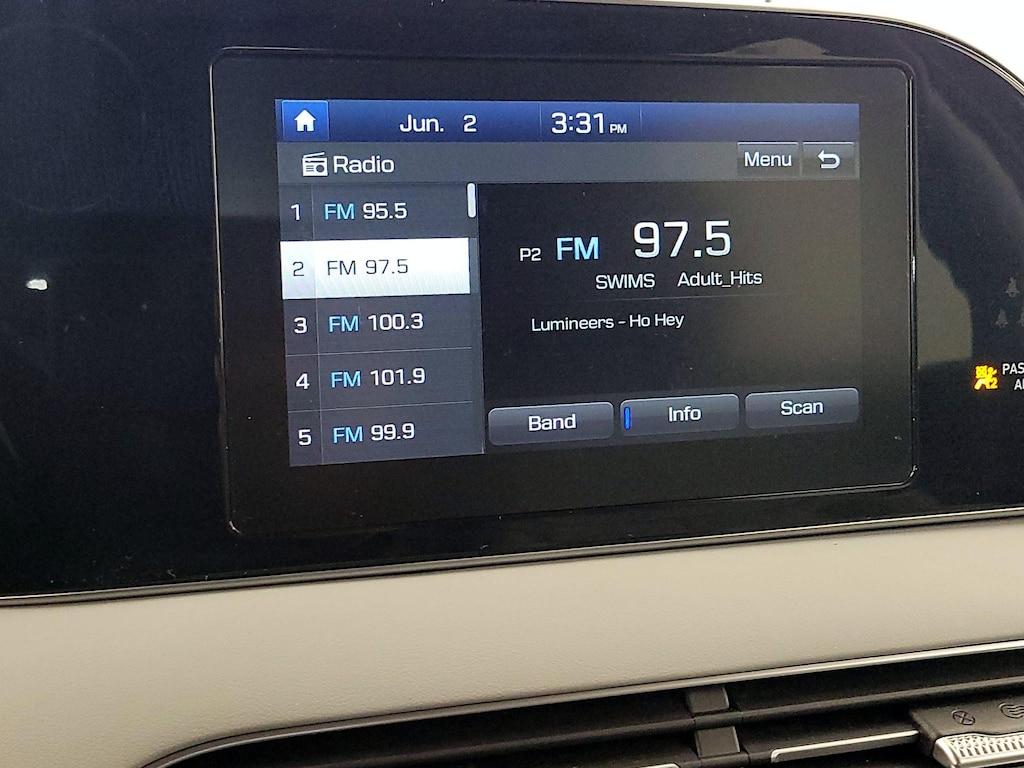 Jun. 2 3:31 PM
Radio Menu
1 FM 95.5
2 FM 97.5
3 FM 100.3
4 FM 101.9
5 FM 99.9
P2 FM 97.5
SWIMS Adult_Hits
Lumineers - Ho Hey
Band Info Scan
PAS